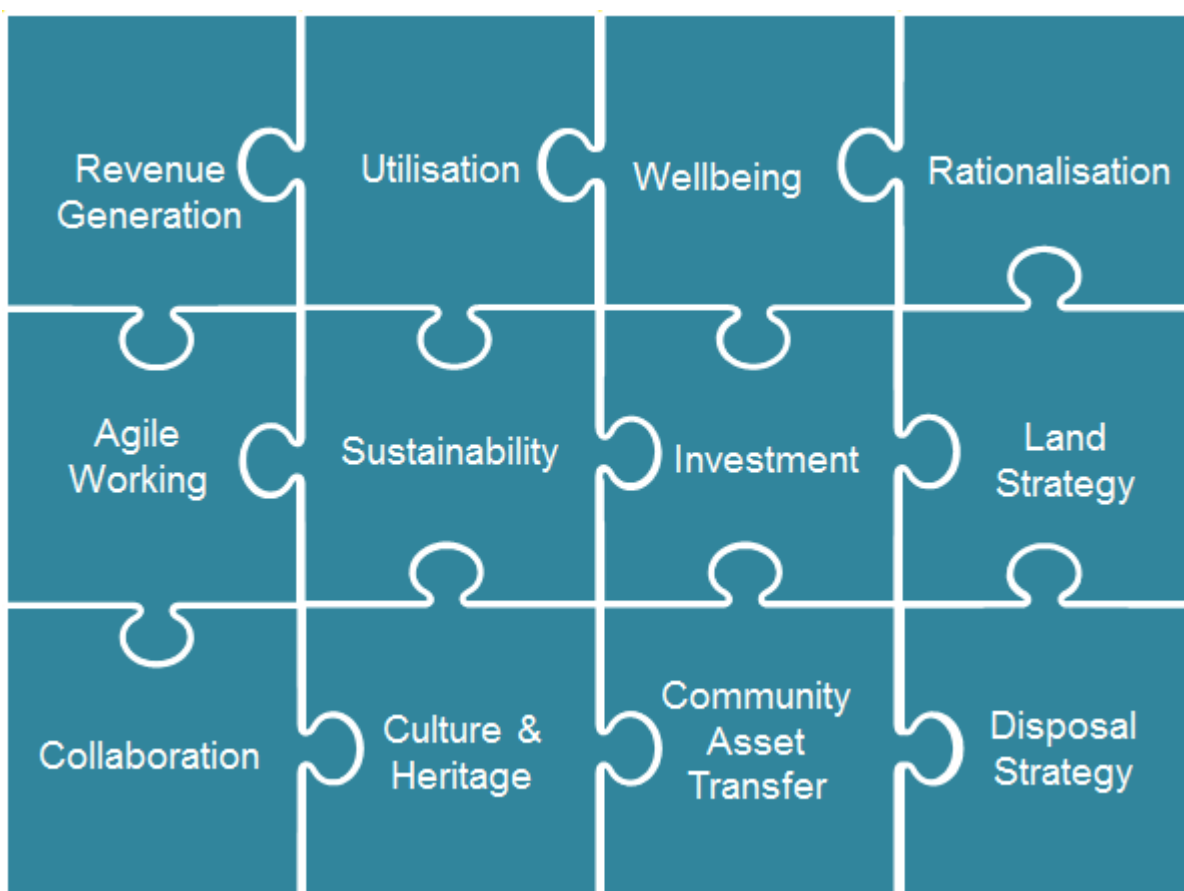 Revenue
Generation
Utilisation
Wellbeing
Rationalisation
Agile
Working
Sustainability
Investment
Land
Strategy
Collaboration
Culture &
Heritage
Community
Asset
Transfer
Disposal
Strategy